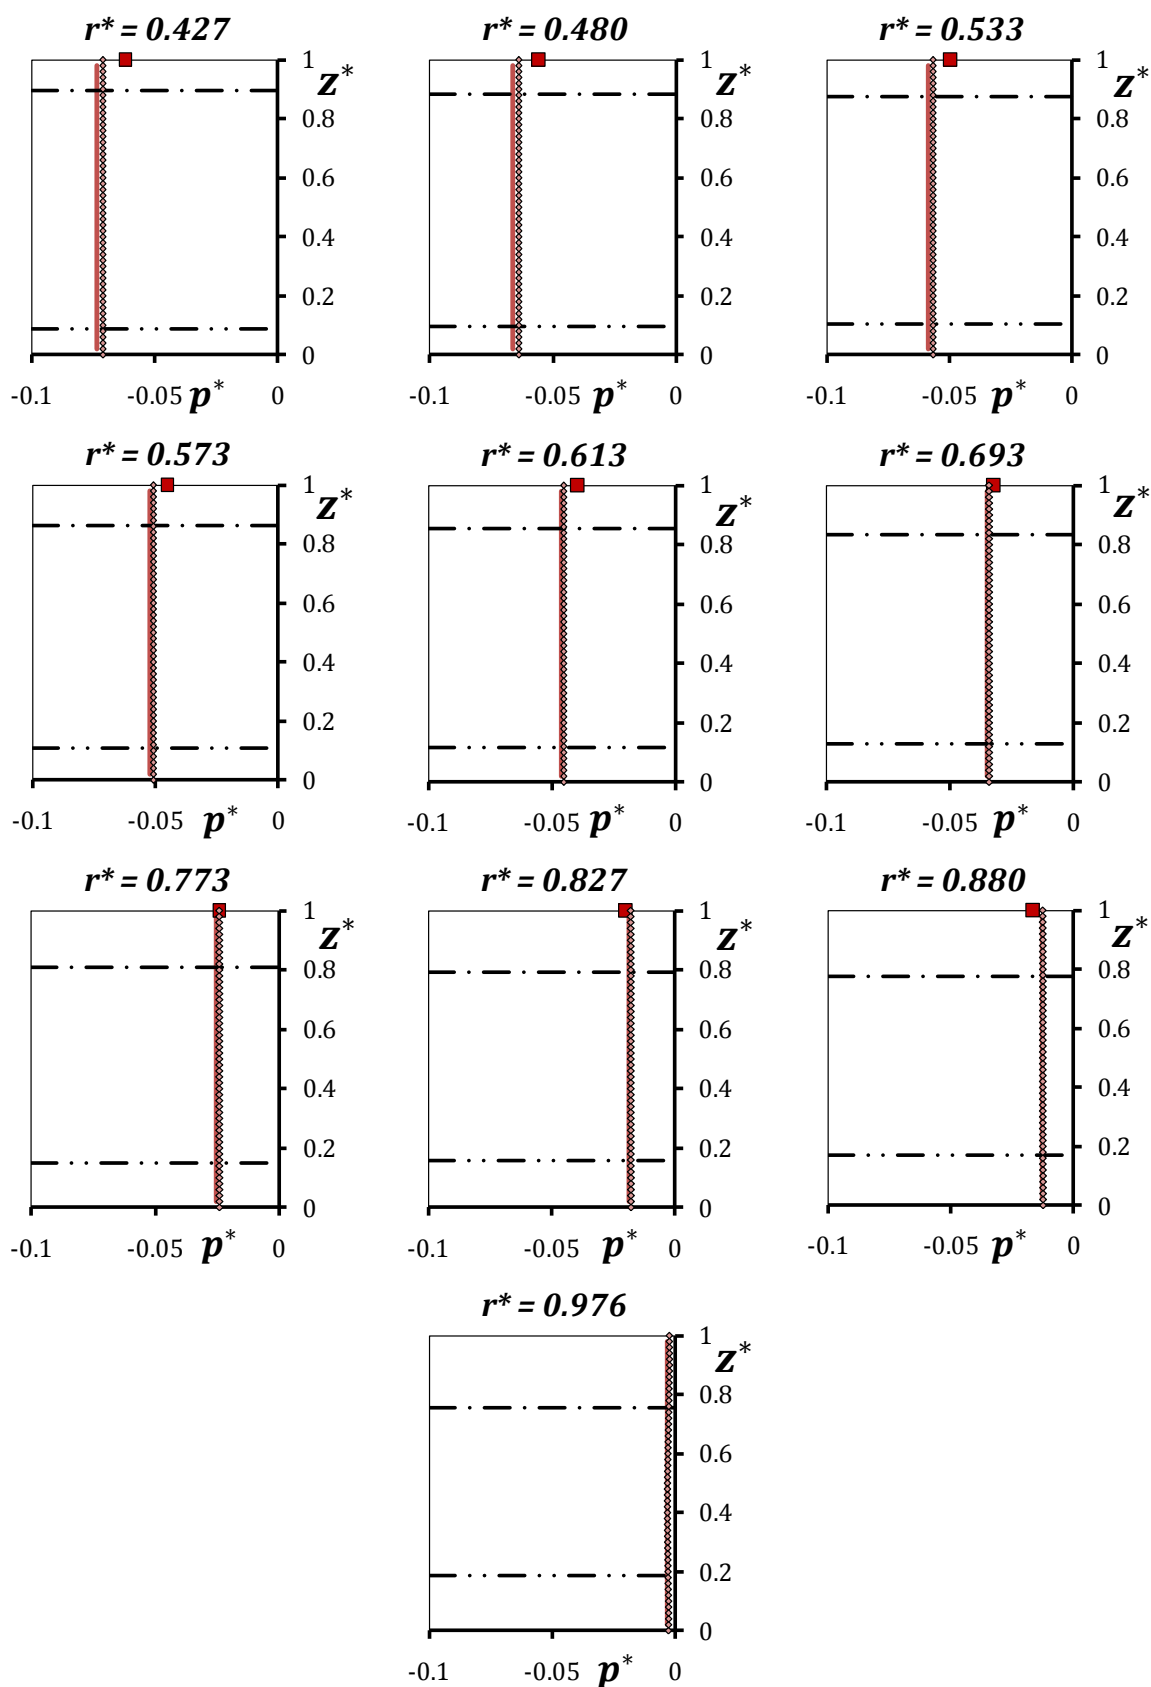 r* = 0.427 r* = 0.480 r* = 0.533
1 1 1
z* z* z*
0.8 0.8 0.8
0.6 0.6 0.6
0.4 0.4 0.4
0.2 0.2 0.2
0 0 0
-0.1 -0.05 p* 0 -0.1 -0.05 p* 0 -0.1 -0.05 p* 0
r* = 0.573 r* = 0.613 r* = 0.693
1 1 1
z* z* z*
0.8 0.8 0.8
0.6 0.6 0.6
0.4 0.4 0.4
0.2 0.2 0.2
0 0 0
-0.1 -0.05 p* 0 -0.1 -0.05 p* 0 -0.1 -0.05 p* 0
r* = 0.773 r* = 0.827 r* = 0.880
1 1 1
z* z* z*
0.8 0.8 0.8
0.6 0.6 0.6
0.4 0.4 0.4
0.2 0.2 0.2
0 0 0
-0.1 -0.05 p* 0 -0.1 -0.05 p* 0 -0.1 -0.05 p* 0
r* = 0.976
1
z*
0.8
0.6
0.4
0.2
0
-0.1 -0.05 p* 0